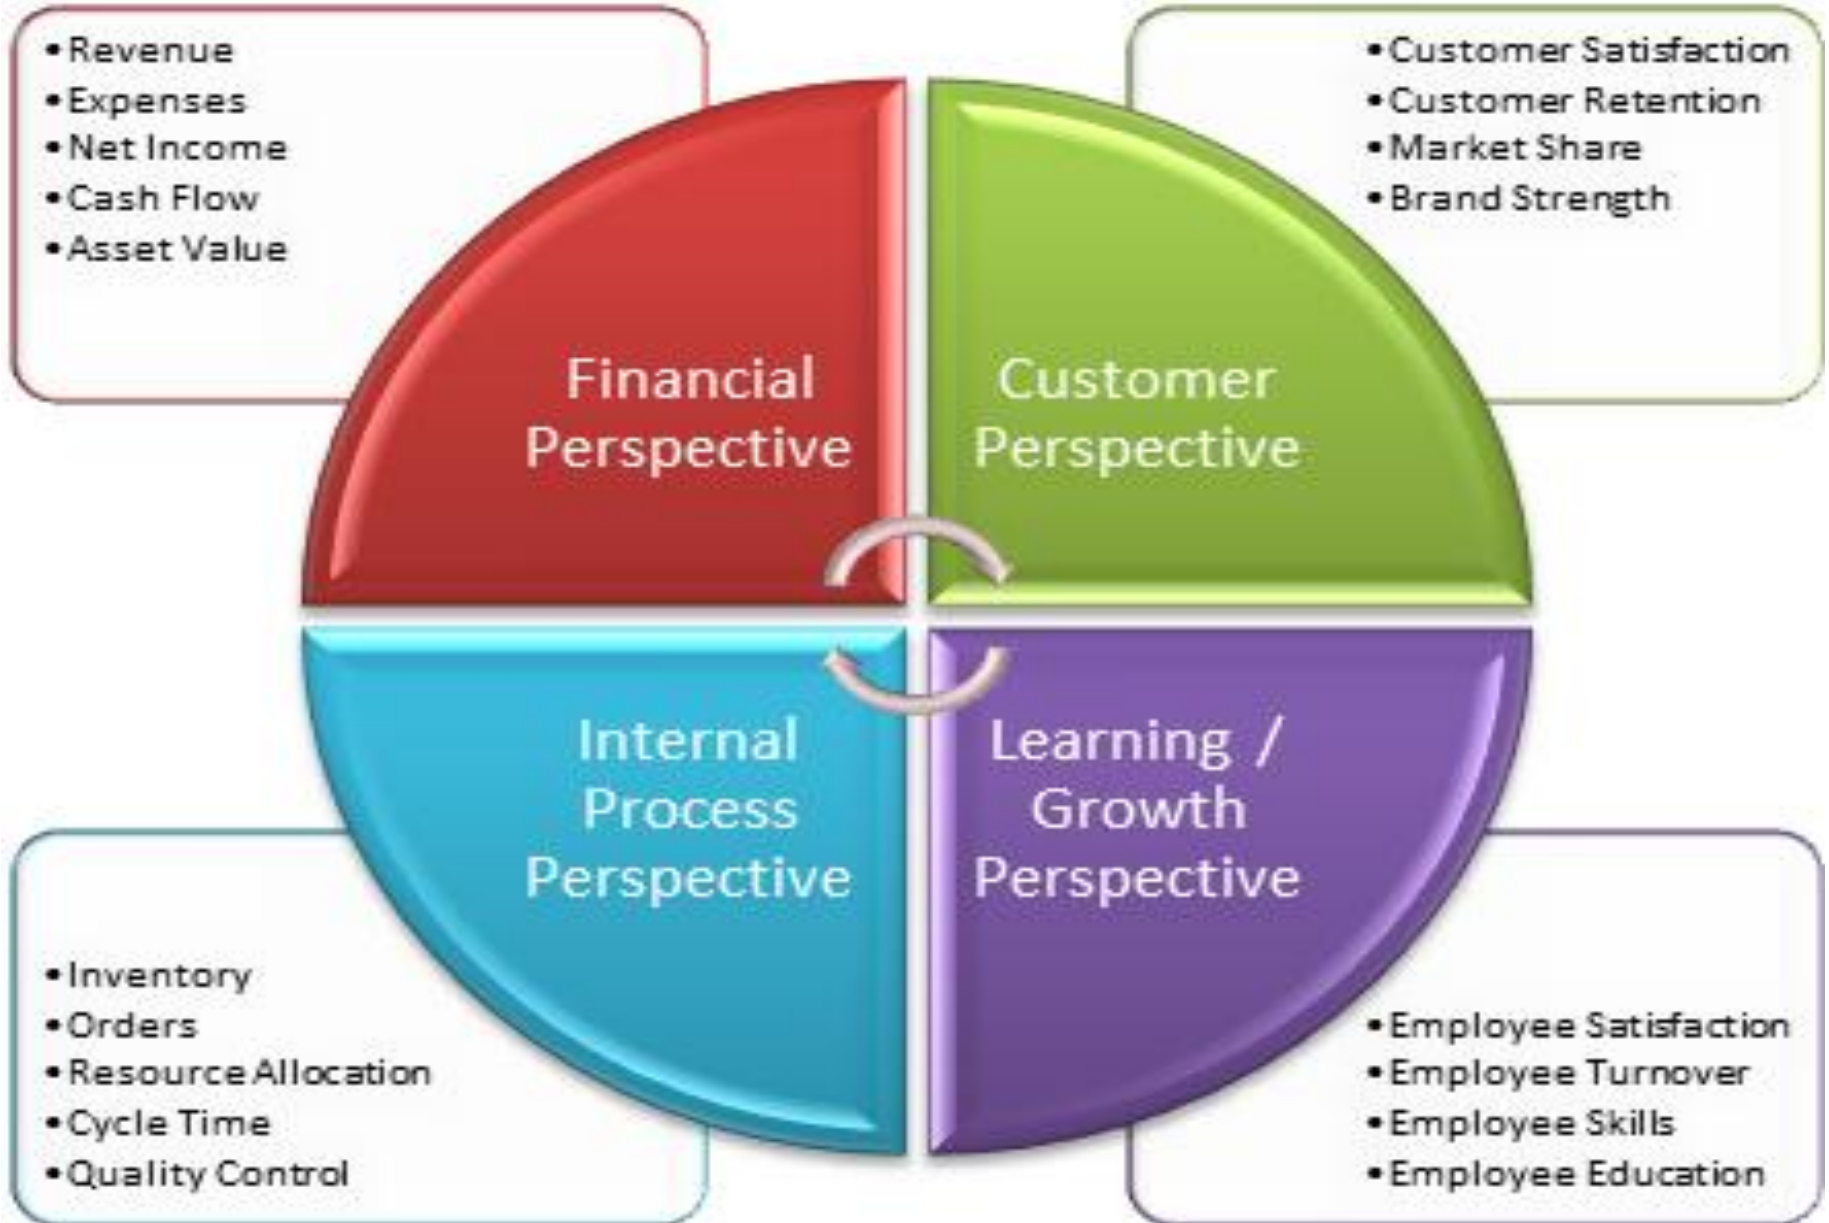 •Revenue
•Expenses
•Net Income
•Cash Flow
•Asset Value
•Customer Satisfaction
•Customer Retention
•Market Share
•Brand Strength
Financial
Perspective
Customer
Perspective
Internal
Process
Perspective
Learning /
Growth
Perspective
•Inventory
•Orders
•Resource Allocation
•Cycle Time
•Quality Control
•Employee Satisfaction
•Employee Turnover
•Employee Skills
•Employee Education